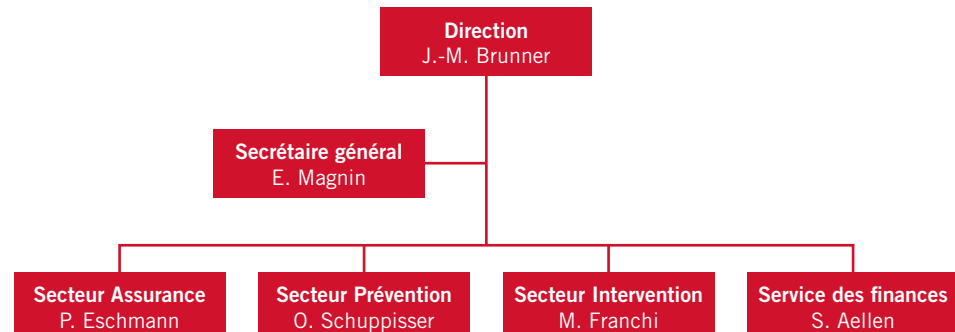 Direction
J.-M. Brunner
Secrétaire général
E. Magnin
Secteur Assurance
P. Eschmann
Secteur Prévention
O. Schuppisser
Secteur Intervention
M. Franchi
Service des finances
S. Aellen